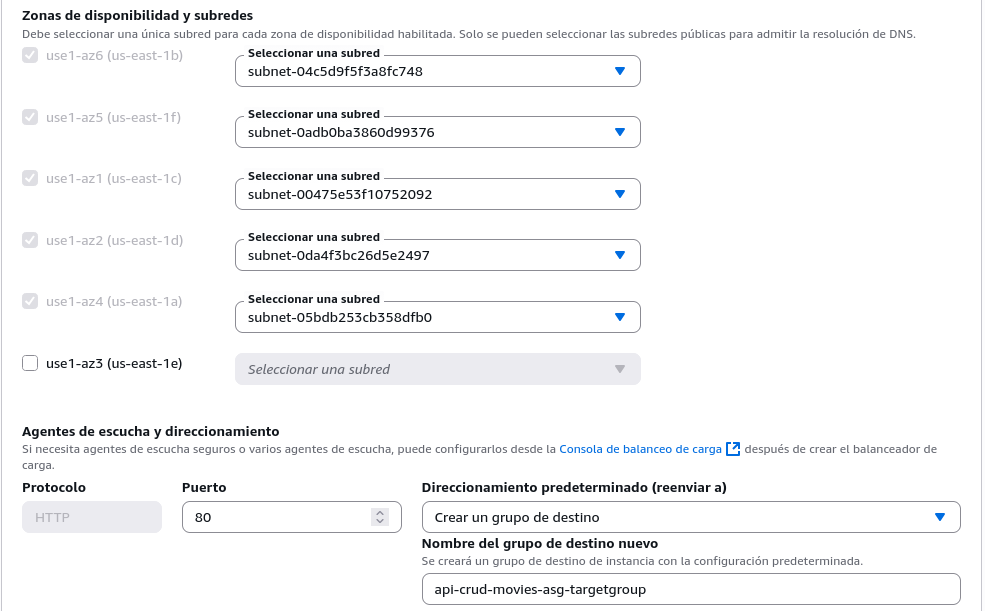 Zonas de disponibilidad y subredes
Debe seleccionar una única subred para cada zona de disponibilidad habilitada. Solo se pueden seleccionar las subredes públicas para admitir la resolución de DNS.
use1-az6 (us-east-1b)
Seleccionar una subred
subnet-04c5d9f5f3a8fc748
use1-az5 (us-east-1f)
Seleccionar una subred
subnet-0adb0ba3860d99376
use1-az1 (us-east-1c)
Seleccionar una subred
subnet-00475e53f10752092
use1-az2 (us-east-1d)
Seleccionar una subred
subnet-0da4f3bc26d5e2497
use1-az4 (us-east-1a)
Seleccionar una subred
subnet-05bdb253cb358dfb0
use1-az3 (us-east-1e)
Seleccionar una subred
Agentes de escucha y direccionamiento
Si necesita agentes de escucha seguros o varios agentes de escucha, puede configurarlos desde la Consola de balanceo de carga después de crear el balanceador de
carga.
Protocolo
HTTP
Puerto
80
Direccionamiento predeterminado (reenviar a)
Crear un grupo de destino
Nombre del grupo de destino nuevo
Se creará un grupo de destino de instancia con la configuración predeterminada.
api-crud-movies-asg-targetgroup